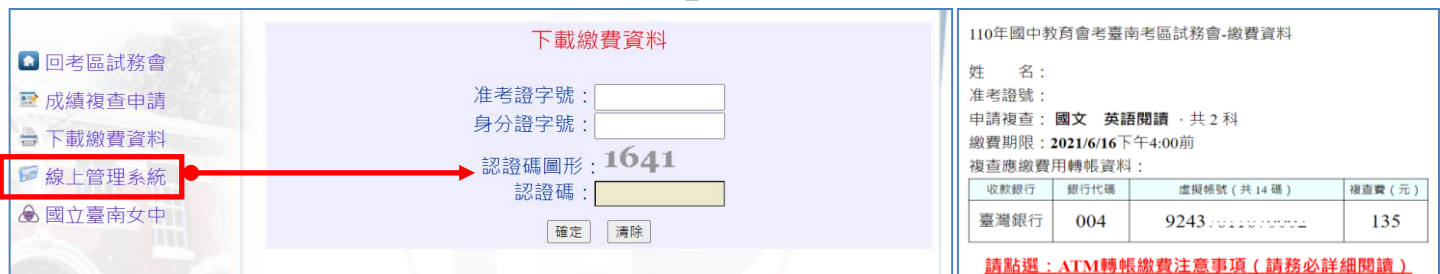 回考區試務會
成績複查申請
下載繳費資料
線上管理系統
國立臺南女中
下載繳費資料
准考證字號：
身分證字號：
認證碼圖形：1641
認證碼：
確定 清除
110年國中教育會考臺南考區試務會-繳費資料
姓 名：
准考證號：
申請複查：國文 英語閱讀 ‧共 2 科
繳費期限：2021/6/16下午4:00前
複查應繳費用轉帳資料：
收款銀行 銀行代碼 虛擬帳號（共 14 碼） 複查費（元）
臺灣銀行 004 9243 135
請點選：ATM轉帳繳費注意事項（請務必詳細閱讀）